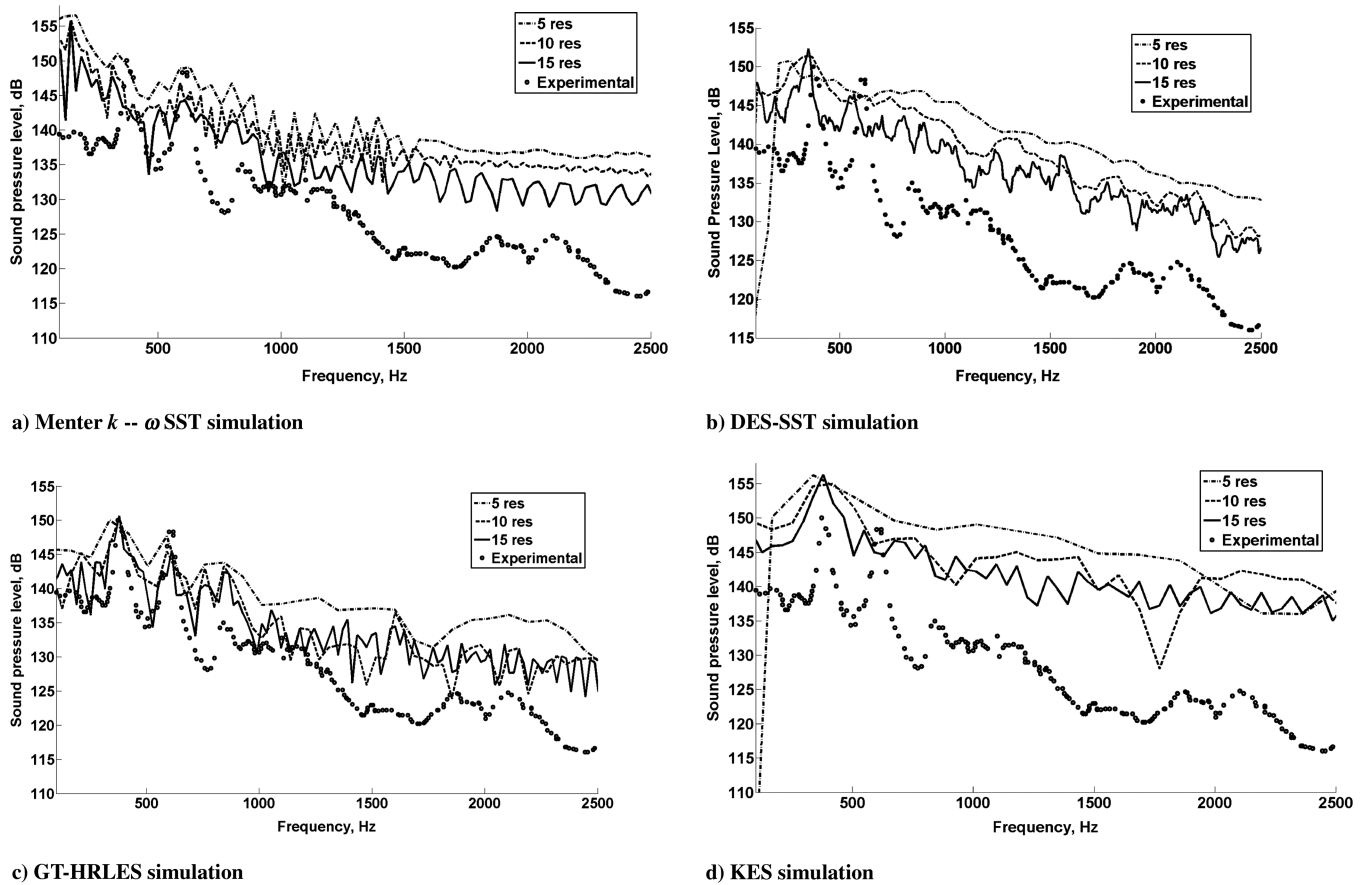 155
150
145
140
135
130
125
120
115
110
Sound pressure level, dB
500
1000
1500
2000
2500
Frequency, Hz
5 res
10 res
15 res
Experimental
a) Menter k -- ω SST simulation
155
150
145
140
135
130
125
120
115
Sound Pressure Level, dB
500
1000
1500
2000
2500
Frequency, Hz
5 res
10 res
15 res
Experimental
b) DES-SST simulation
155
150
145
140
135
130
125
120
115
110
Sound pressure level, dB
500
1000
1500
2000
2500
Frequency, Hz
5 res
10 res
15 res
Experimental
c) GT-HRLES simulation
155
150
145
140
135
130
125
120
115
110
Sound pressure level, dB
500
1000
1500
2000
2500
Frequency, Hz
5 res
10 res
15 res
Experimental
d) KES simulation